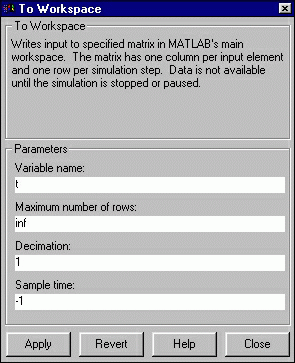 To Workspace
To Workspace
Writes input to specified matrix in MATLAB's main
workspace. The matrix has one column per input element
and one row per simulation step. Data is not available
until the simulation is stopped or paused.
Parameters
Variable name:
t
Maximum number of rows:
inf
Decimation:
1
Sample time:
-1
Apply Revert Help Close